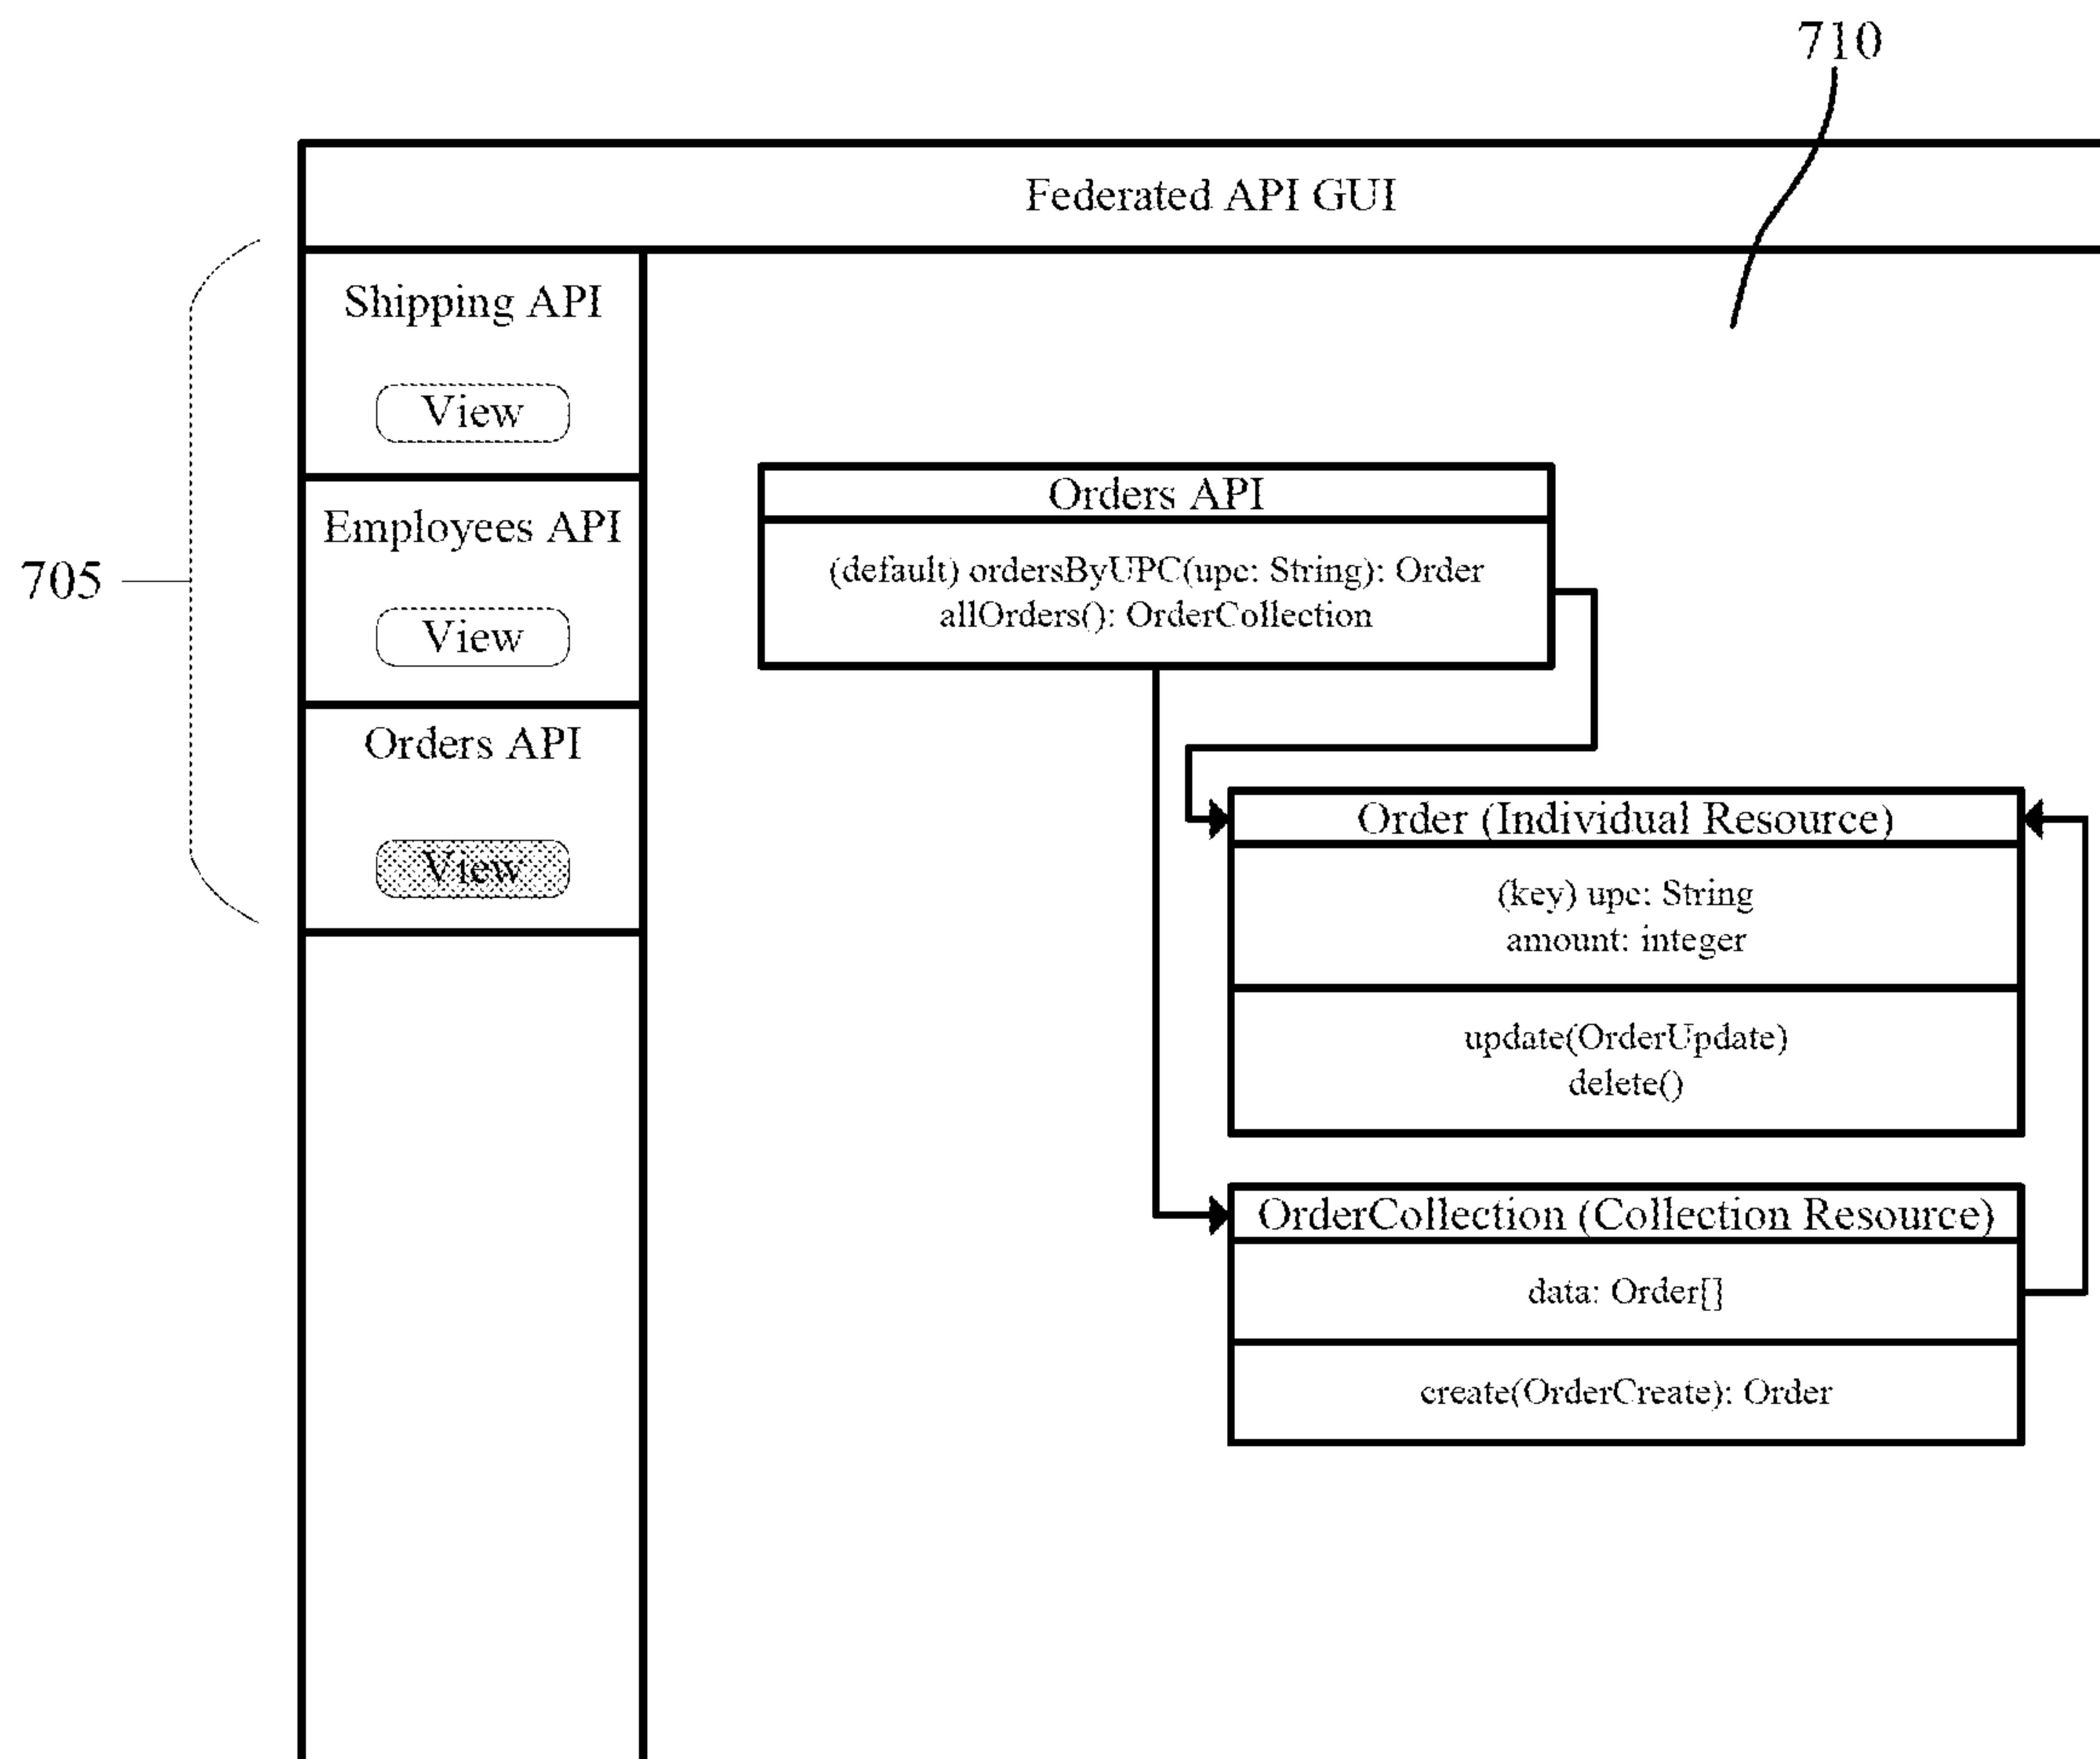 710
Federated API GUI
Shipping API
View
Employees API
View
705
Orders API
View
Orders API
(default) ordersByUPC(upc: String): Order
allOrders(): OrderCollection
Order (Individual Resource)
(key) upc: String
amount: integer
update(OrderUpdate)
delete()
OrderCollection (Collection Resource)
data: Order[]
create(OrderCreate): Order